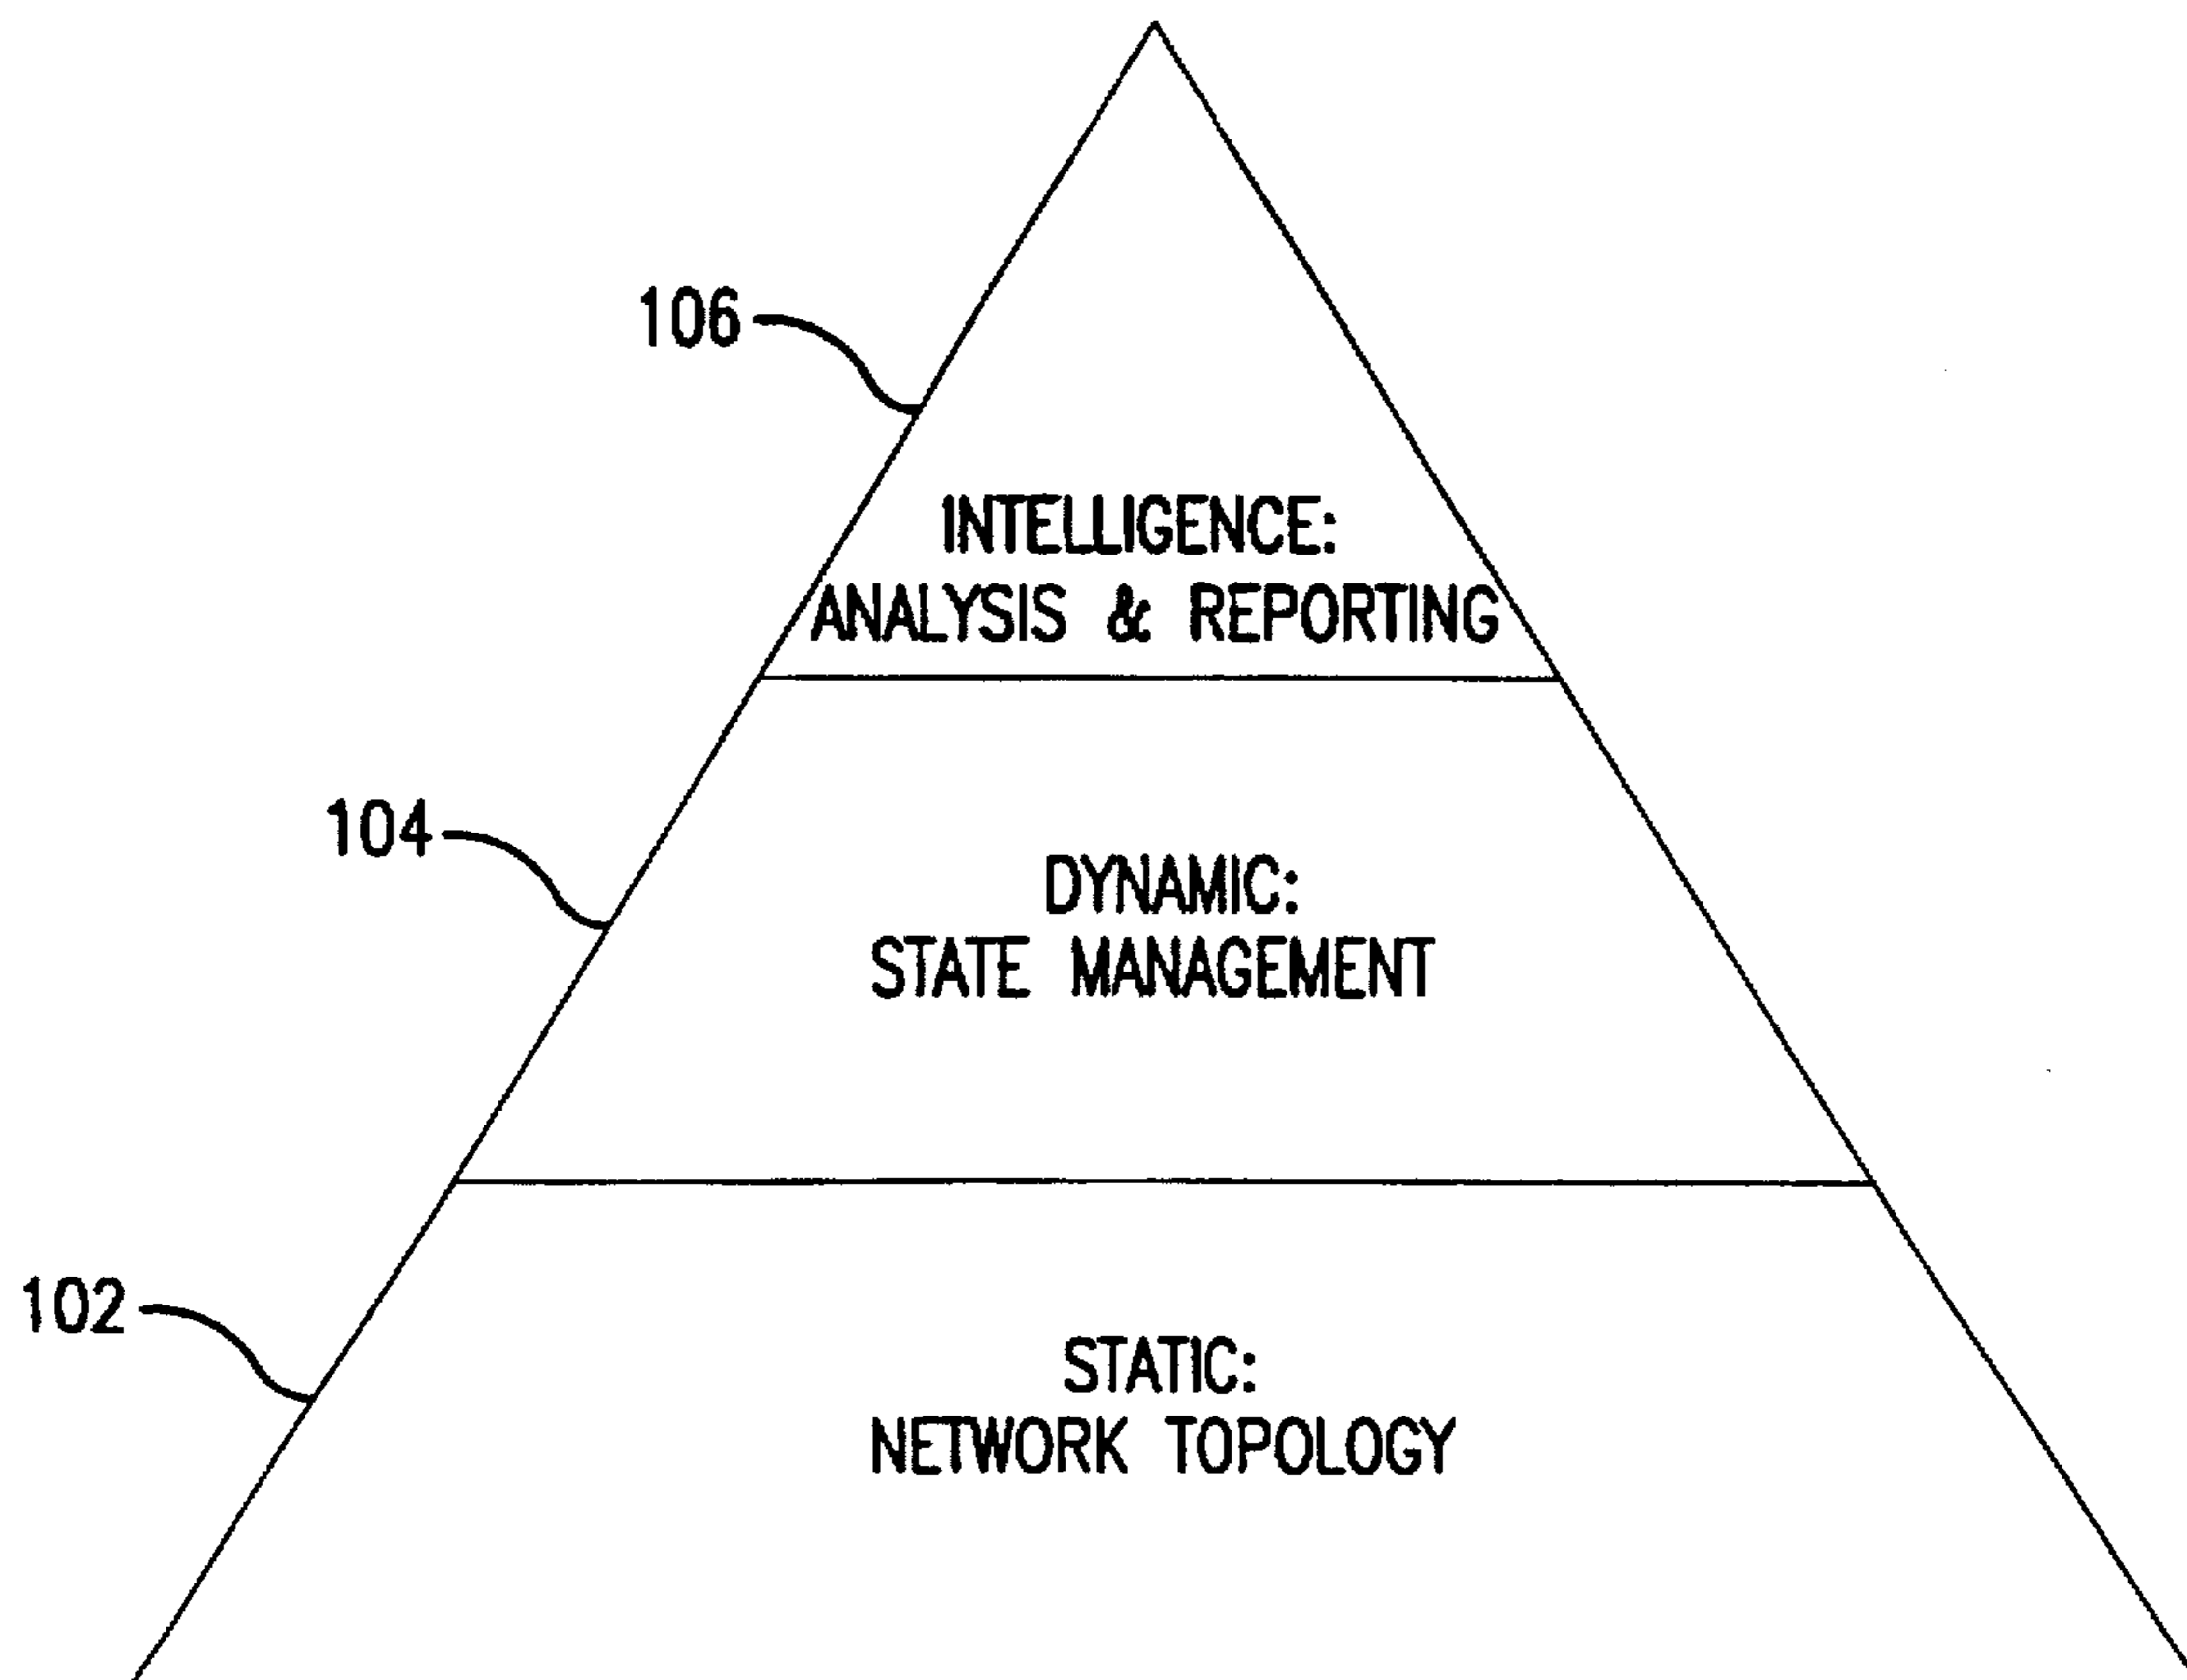 106
INTELLIGENCE:
ANALYSIS & REPORTING
104
DYNAMIC:
STATE MANAGEMENT
102
STATIC:
NETWORK TOPOLOGY